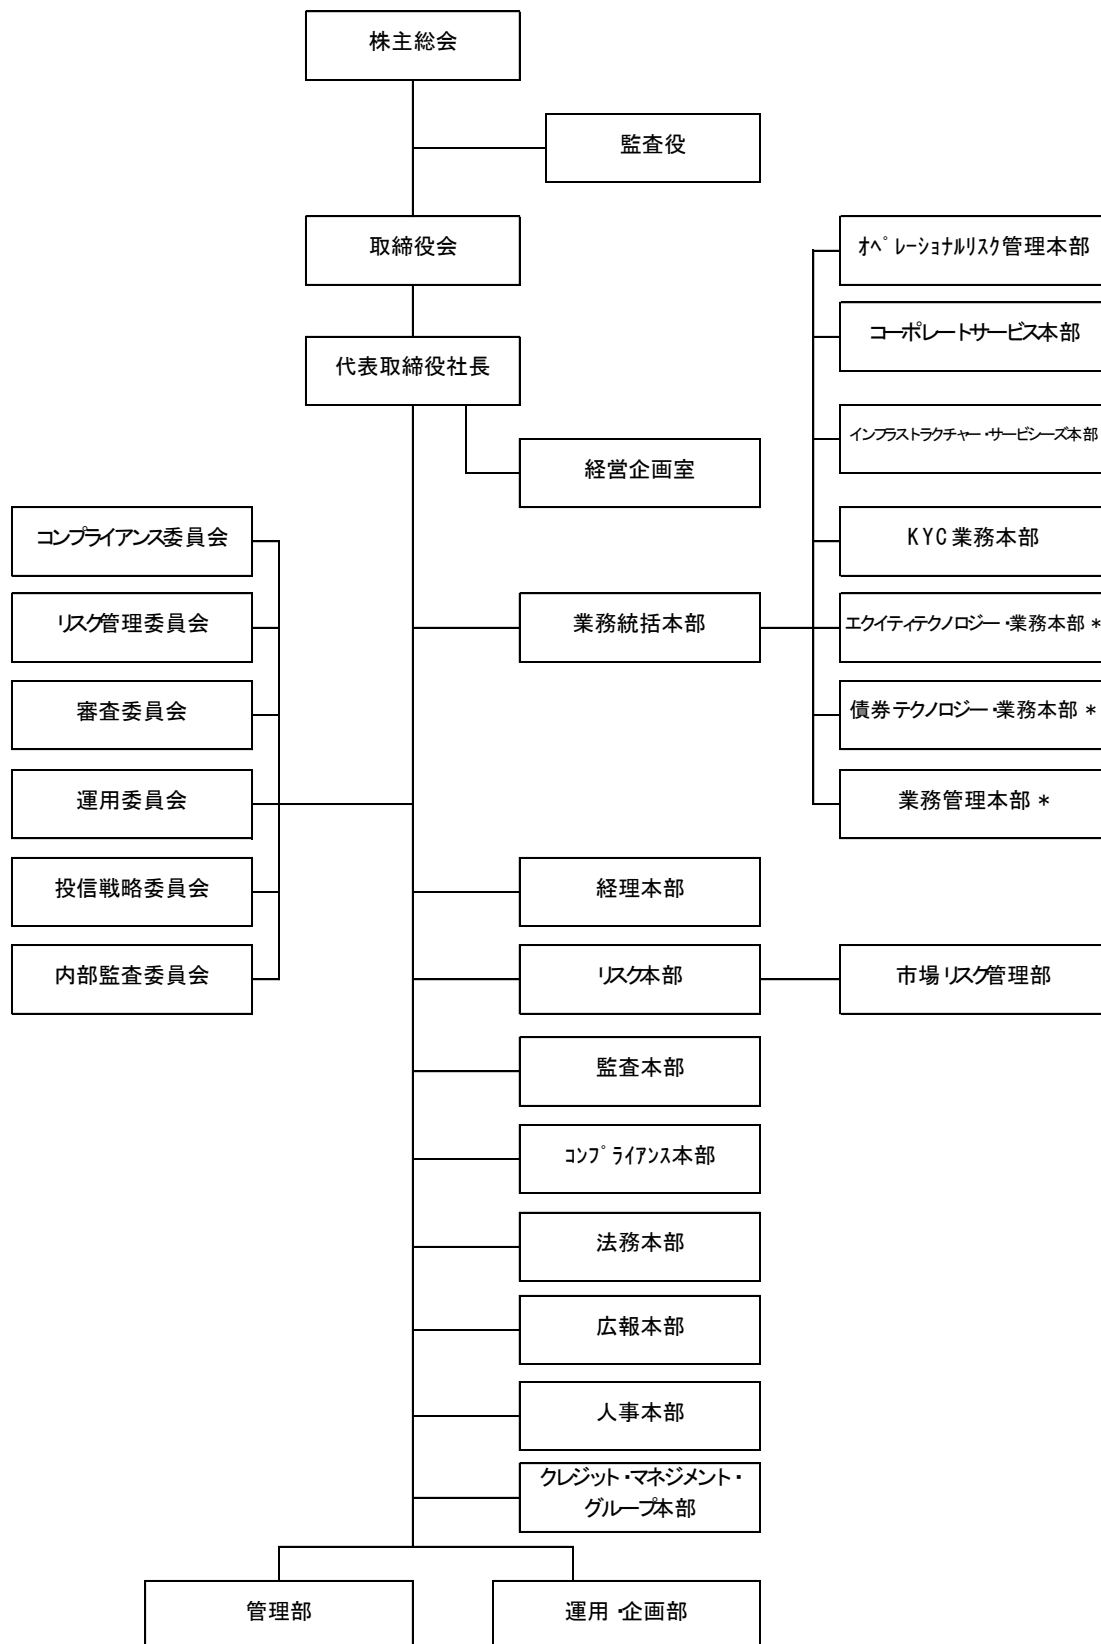 株主総会
監査役
取締役会
代表取締役社長
経営企画室
オペレーショナルリスク管理本部
コーポレートサービス本部
インフラストラクチャー・サービシーズ本部
KYC業務本部
エクイティテクノロジー・業務本部＊
債券テクノロジー・業務本部＊
業務管理本部＊
コンプライアンス委員会
リスク管理委員会
審査委員会
運用委員会
投信戦略委員会
内部監査委員会
業務統括本部
経理本部
リスク本部
市場リスク管理部
監査本部
コンプライアンス本部
法務本部
広報本部
人事本部
クレジット・マネジメント・
グループ本部
管理部
運用・企画部